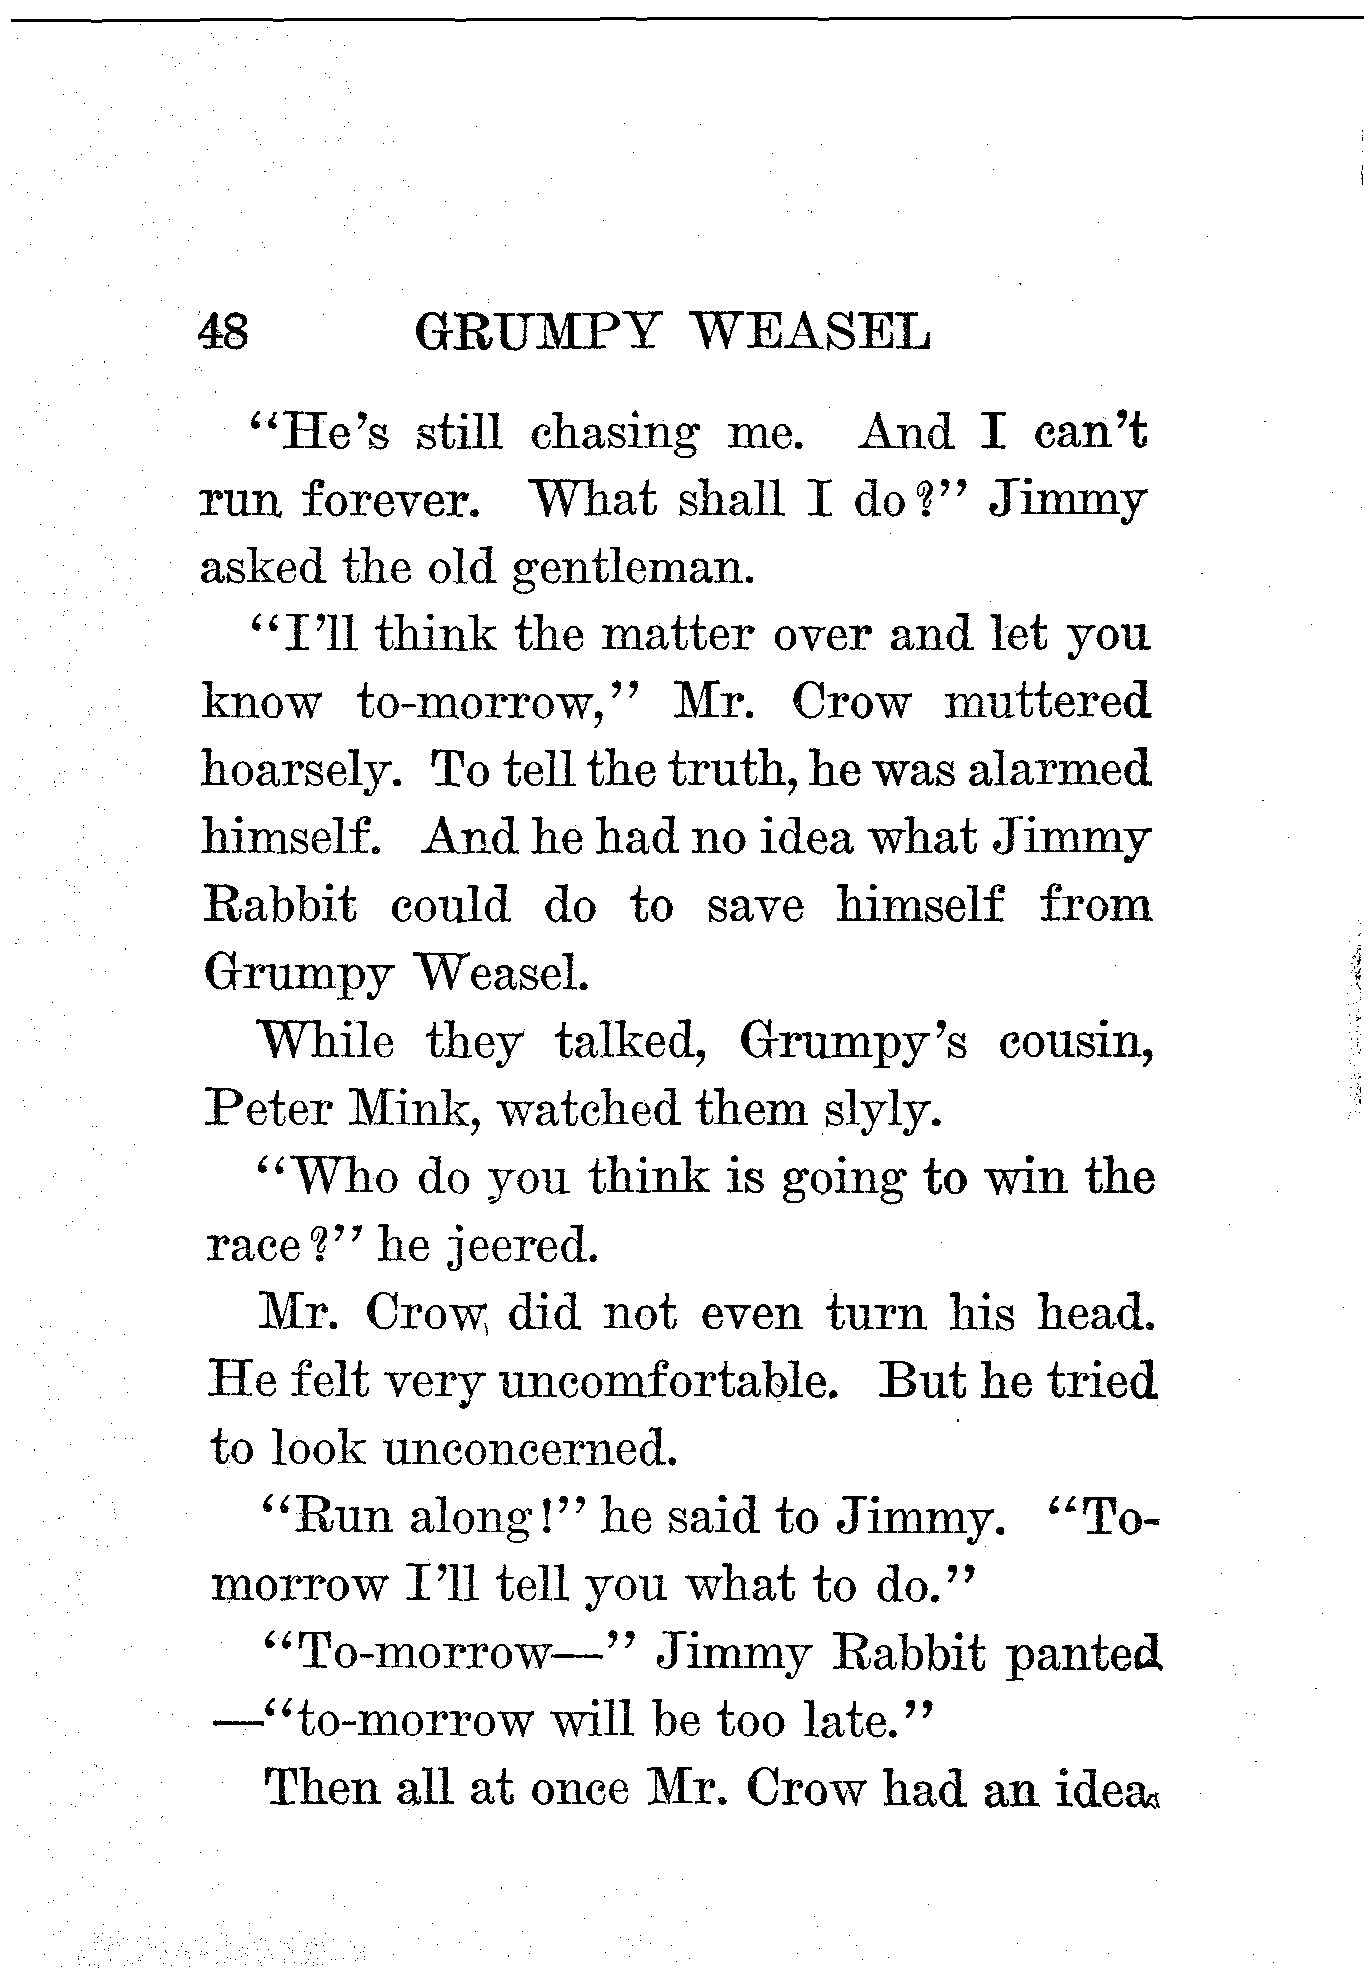 48 GRUMPY WEASEL
"He's still chasing me. And I can't
run forever. What shall I do?" Jimmy
asked the old gentleman.
"I'll think the matter over and let you
know to-morrow," Mr. Crow muttered
hoarsely. To tell the truth, he was alarmed
himself. And he had no idea what Jimmy
Rabbit could do to save himself from
Grumpy Weasel.
While they talked, Grumpy's cousin,
Peter Mink, watched them slyly.
"Who do you think is going to win the
race?" he jeered.
Mr. Crow did not even turn his head.
He felt very uncomfortable. But he tried
to look unconcerned.
"Run along!" he said to Jimmy. "To-
morrow I'll tell you what to do."
"To-morrow—" Jimmy Rabbit panted
—"to-morrow will be too late."
Then all at once Mr. Crow had an idea.